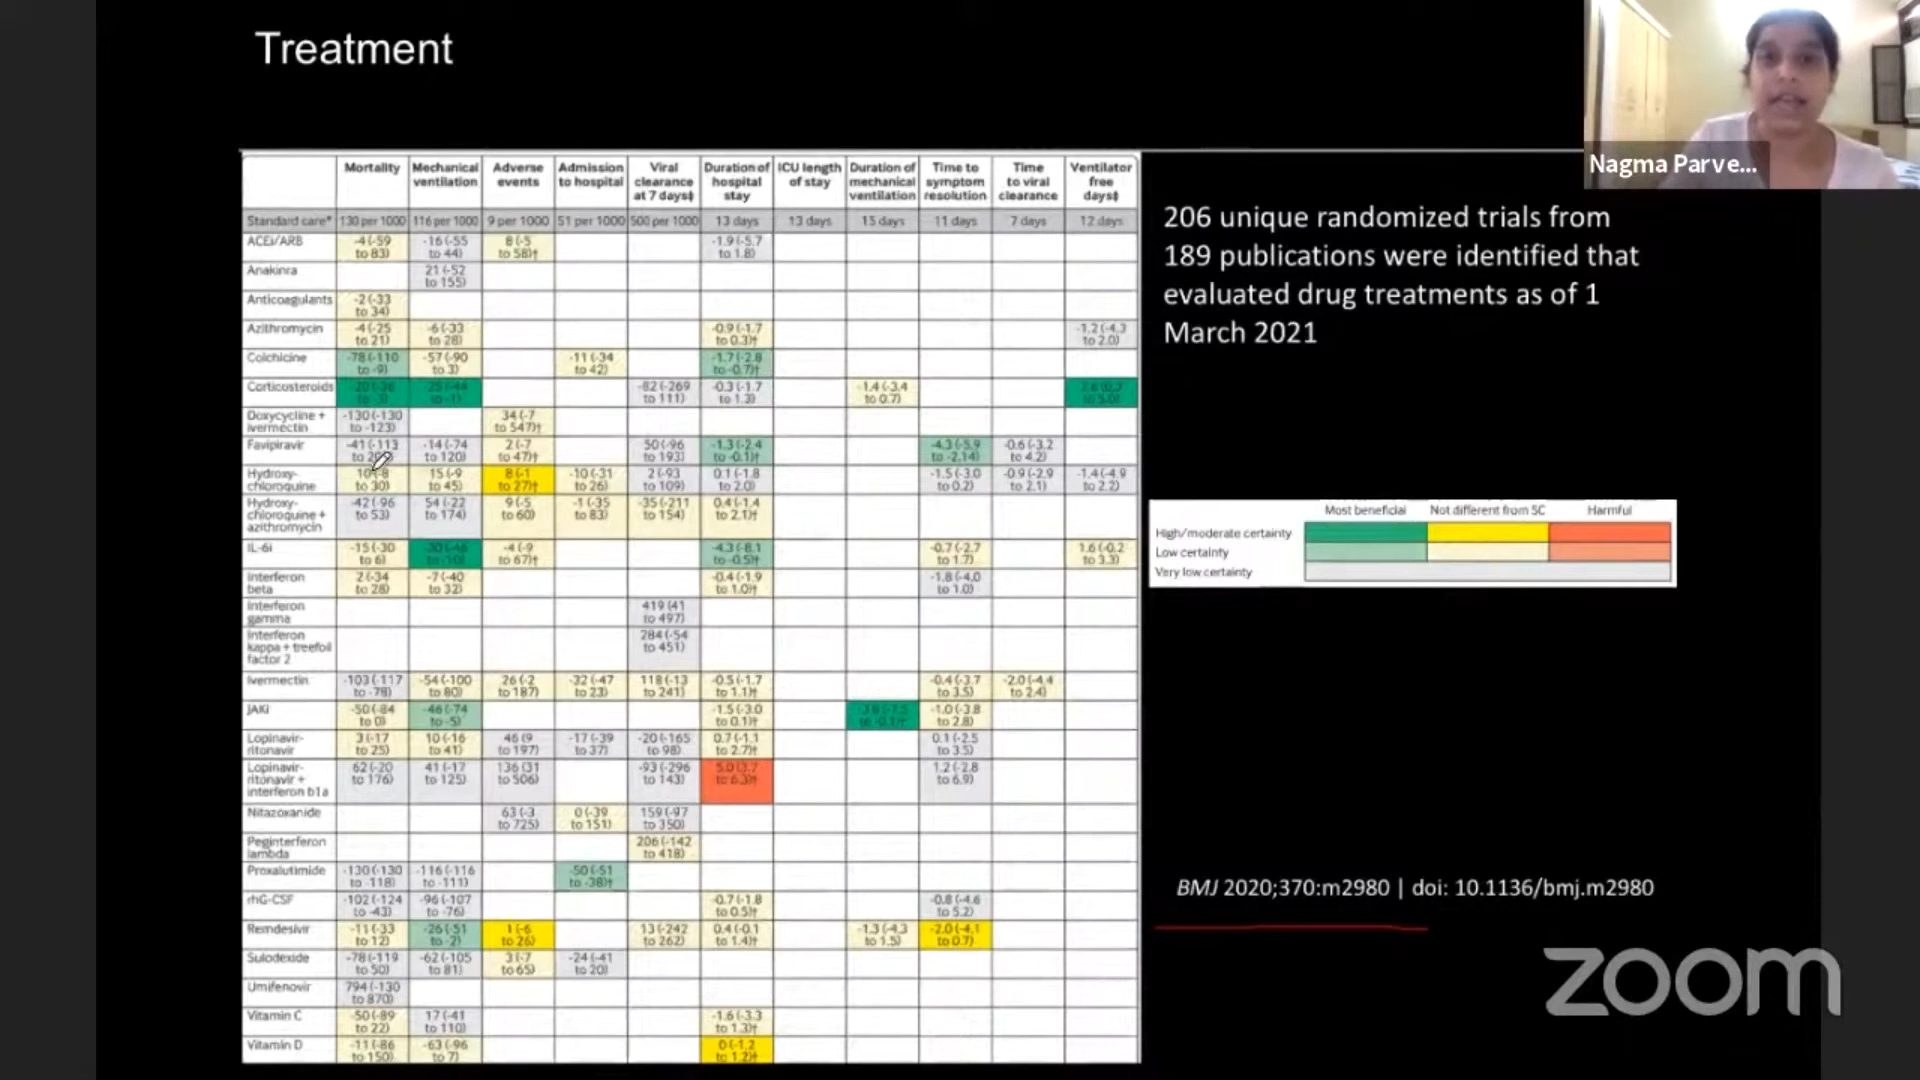 Treatment
Nagma Parve...
Mortality Mechanical ventilation Adverse events Admission to hospital Viral clearance at 7 days‡ Duration of hospital stay ICU length of stay Duration of mechanical ventilation Time to symptom resolution Time to viral clearance Ventilator free days‡
Standard care* 130 per 1000 116 per 1000 9 per 1000 51 per 1000 500 per 1000 13 days 13 days 15 days 11 days 7 days 12 days
ACEi/ARB -4 (-59 to 83) -16 (-55 to 44) 8 (-5 to 58)† -1.9 (-5.7 to 1.8)
Anakinra 21 (-52 to 155)
Anticoagulants -2 (-33 to 34)
Azithromycin -4 (-25 to 21) -6 (-33 to 28) -0.9 (-1.7 to 0.3)† -1.2 (-4.3 to 2.0)
Colchicine -78 (-110 to -9) -57 (-90 to 3) -11 (-34 to 42) -1.7 (-2.8 to -0.7)†
Corticosteroids -20 (-36 to -3) -25 (-44 to -1) -82 (-269 to 111) -0.3 (-1.7 to 1.3) -1.4 (-3.4 to 0.7)
Doxycycline + ivermectin -130 (-130 to -123) 34 (-7 to 547)†
Favipiravir -41 (-113 to -14 (-74 to 120) 2 (-7 to 47)† 50 (-96 to 193) -1.3 (-2.4 to -0.1)† -4.3 (-5.9 to -2.14) -0.6 (-3.2 to 4.2)
Hydroxy-chloroquine to 30) 15 (-9 to 45) 8 (-1 to 27)† -10 (-31 to 26) 2 (-93 to 109) 0.1 (-1.8 to 2.0) -1.5 (-3.0 to 0.2) -0.9 (-2.9 to 2.1) -1.4 (-4.9 to 2.2)
Hydroxy-chloroquine + azithromycin -42 (-96 to 53) 54 (-22 to 174) 9 (-5 to 60) -1 (-35 to 83) -35 (-211 to 154) 0.4 (-1.4 to 2.1)†
IL-6i -15 (-30 to 6) -30 (-46 to -10) -4 (-9 to 67)† -4.3 (-8.1 to -0.5)† -0.7 (-2.7 to 1.7) 1.6 (-0.2 to 3.3)
Interferon beta 2 (-34 to 28) -7 (-40 to 32) -0.4 (-1.9 to 1.0)† -1.8 (-4.0 to 1.0)
Interferon gamma 419 (41 to 497)
Interferon kappa + treefoil factor 2 284 (-54 to 451)
Ivermectin -103 (-117 to -78) -54 (-100 to 80) 26 (-2 to 187) -32 (-47 to 23) 118 (-13 to 241) -0.5 (-1.7 to 1.1)† -0.4 (-3.7 to 3.5) -2.0 (-4.4 to 2.4)
JAKi -50 (-84 to 0) -46 (-74 to -5) -1.5 (-3.0 to 0.1)† to -0.1)† -1.0 (-3.8 to 2.8)
Lopinavir-ritonavir 3 (-17 to 25) 10 (-16 to 41) 46 (9 to 197) -17 (-39 to 37) -20 (-165 to 98) 0.7 (-1.1 to 2.7)† 0.1 (-2.5 to 3.5)
Lopinavir-ritonavir + interferon b1a 62 (-20 to 176) 41 (-17 to 125) 136 (31 to 506) -93 (-296 to 143) 5.0 (3.7 to 6.3)† 1.2 (-2.8 to 6.9)
Nitazoxanide 63 (-3 to 725) 0 (-39 to 151) 159 (-97 to 350)
Peginterferon lambda 206 (-142 to 418)
Proxalutimide -130 (-130 to -118) -116 (-116 to -111) -50 (-51 to -38)†
rhG-CSF -102 (-124 to -43) -96 (-107 to -76) -0.7 (-1.8 to 0.5)† -0.8 (-4.6 to 5.2)
Remdesivir -11 (-33 to 12) -26 (-51 to -2) 1 (-6 to 26) 13 (-242 to 262) 0.4 (-0.1 to 1.4)† -1.3 (-4.3 to 1.5) -2.0 (-4.1 to 0.7)
Sulodexide -78 (-119 to 50) -62 (-105 to 81) 3 (-7 to 65) -24 (-41 to 20)
Umifenovir 794 (-130 to 870)
Vitamin C -50 (-89 to 22) 17 (-41 to 110) -1.6 (-3.3 to 1.3)†
Vitamin D -11 (-86 to 150) -63 (-96 to 7) 0 (-1.2 to 1.2)†
206 unique randomized trials from
189 publications were identified that
evaluated drug treatments as of 1
March 2021
Most beneficial Not different from SC Harmful
High/moderate certainty
Low certainty
Very low certainty
BMJ 2020;370:m2980 | doi: 10.1136/bmj.m2980
zoom